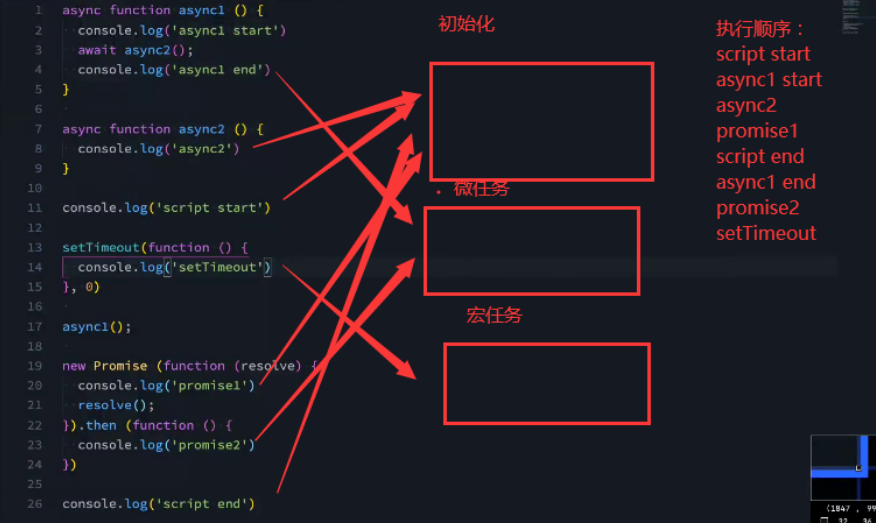 1 async function async1 () {
2 console.log('async1 start')
3 await async2();
4 console.log('async1 end')
5 }
6
7 async function async2 () {
8 console.log('async2')
9 }
10
11 console.log('script start')
12
13 setTimeout(function () {
14 console.log('setTimeout')
15 }, 0)
16
17 async1();
18
19 new Promise (function (resolve) {
20 console.log('promise1')
21 resolve();
22 }).then (function () {
23 console.log('promise2')
24 })
25
26 console.log('script end')
初始化
. 微任务
宏任务
执行顺序：
script start
async1 start
async2
promise1
script end
async1 end
promise2
setTimeout
(1847 , 99